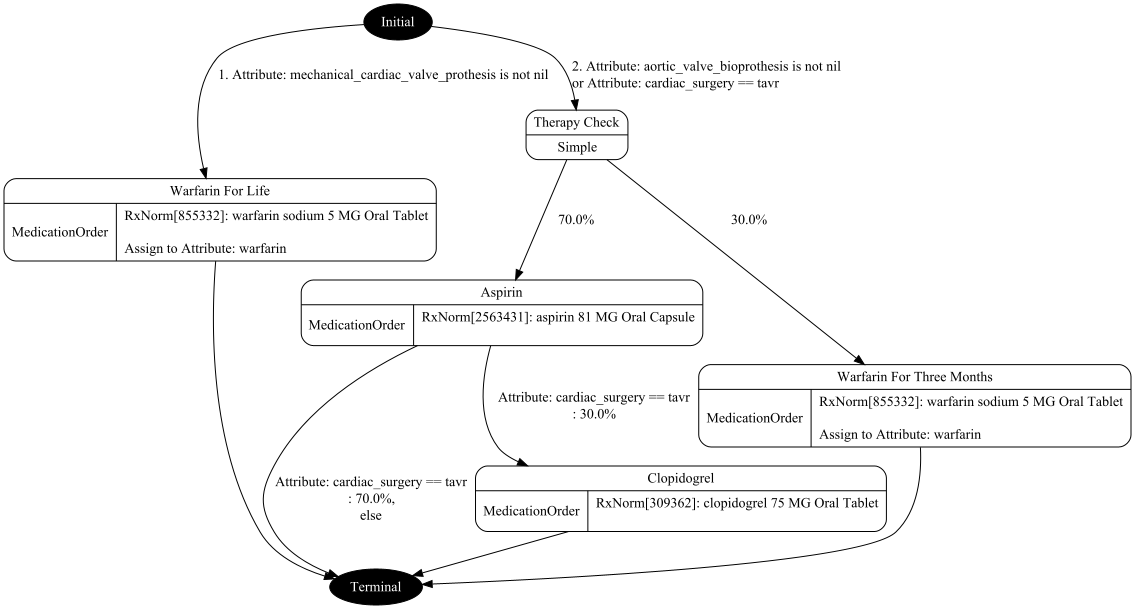 Initial
1. Attribute: mechanical_cardiac_valve_prothesis is not nil
2. Attribute: aortic_valve_bioprothesis is not nil
or Attribute: cardiac_surgery == tavr
Therapy Check
Simple
Warfarin For Life
MedicationOrder
RxNorm[855332]: warfarin sodium 5 MG Oral Tablet
Assign to Attribute: warfarin
70.0%
30.0%
Aspirin
MedicationOrder
RxNorm[2563431]: aspirin 81 MG Oral Capsule
Warfarin For Three Months
MedicationOrder
RxNorm[855332]: warfarin sodium 5 MG Oral Tablet
Assign to Attribute: warfarin
Attribute: cardiac_surgery == tavr
: 30.0%
Attribute: cardiac_surgery == tavr
: 70.0%,
else
Clopidogrel
MedicationOrder
RxNorm[309362]: clopidogrel 75 MG Oral Tablet
Terminal